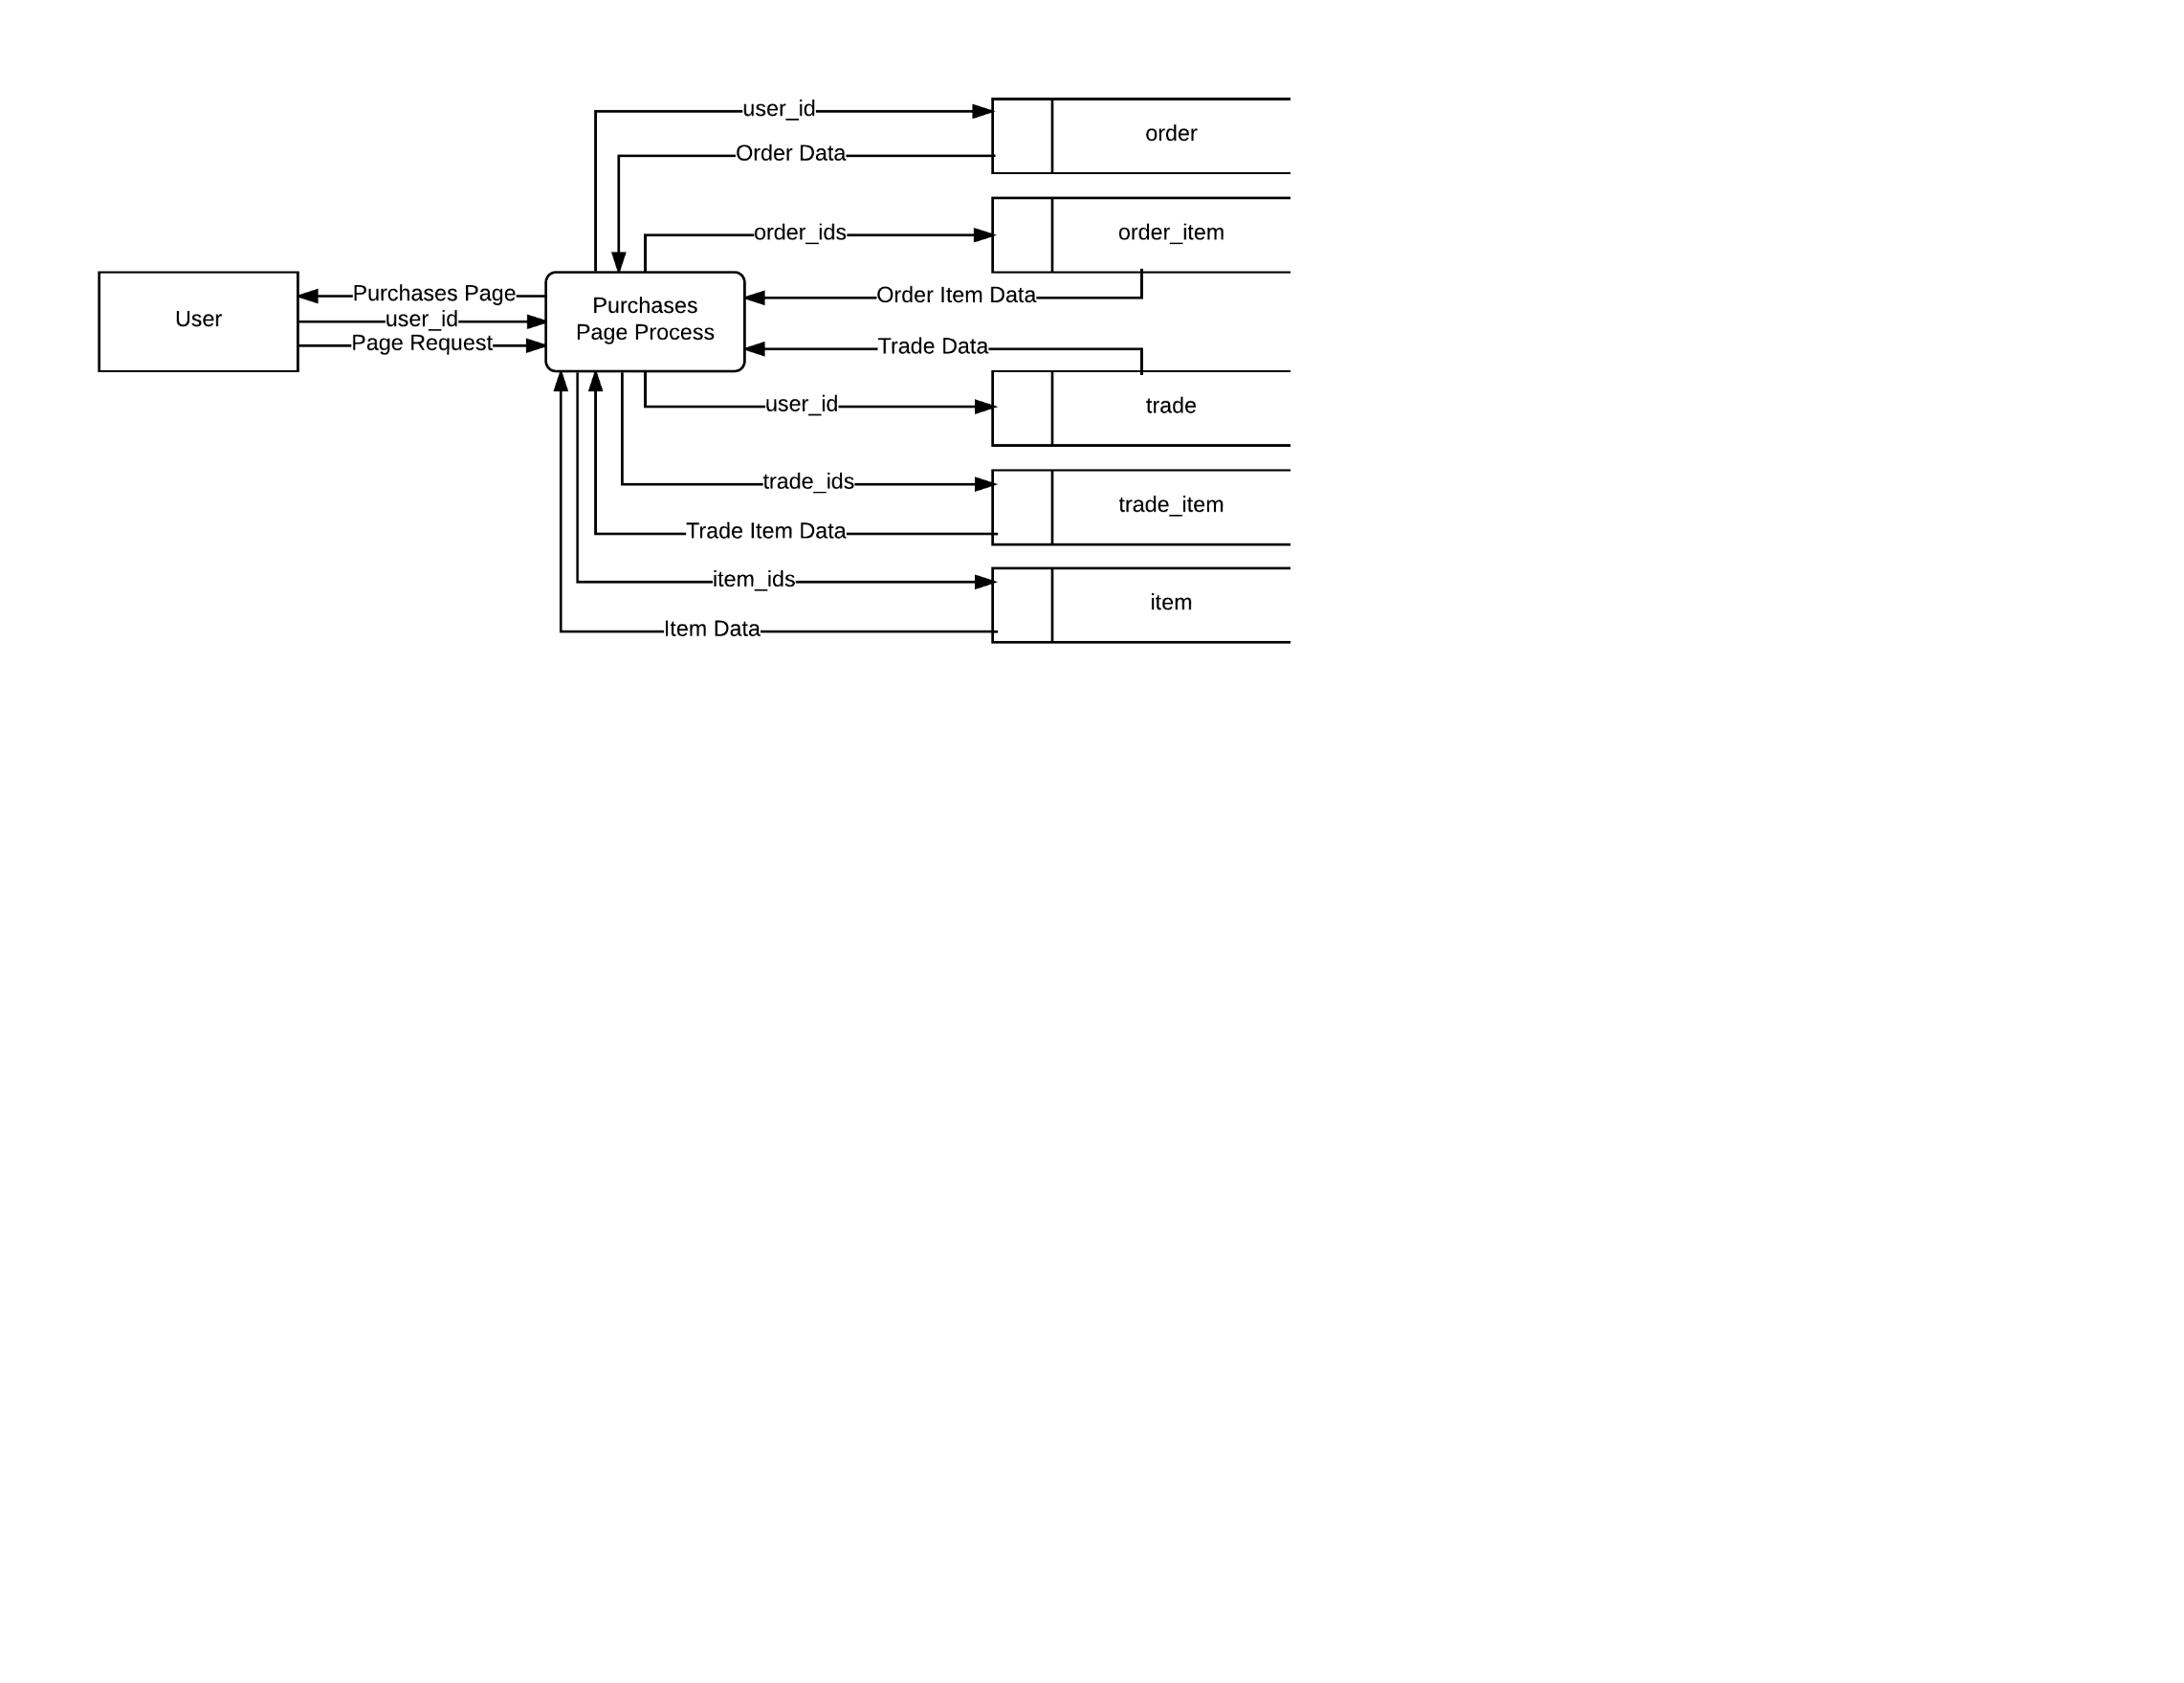 user_id
order
Order Data
order_ids
order_item
Purchases Page
Order Item Data
User
user_id
Purchases
Page Process
Page Request
Trade Data
user_id
trade
trade_ids
trade_item
Trade Item Data
item_ids
item
Item Data